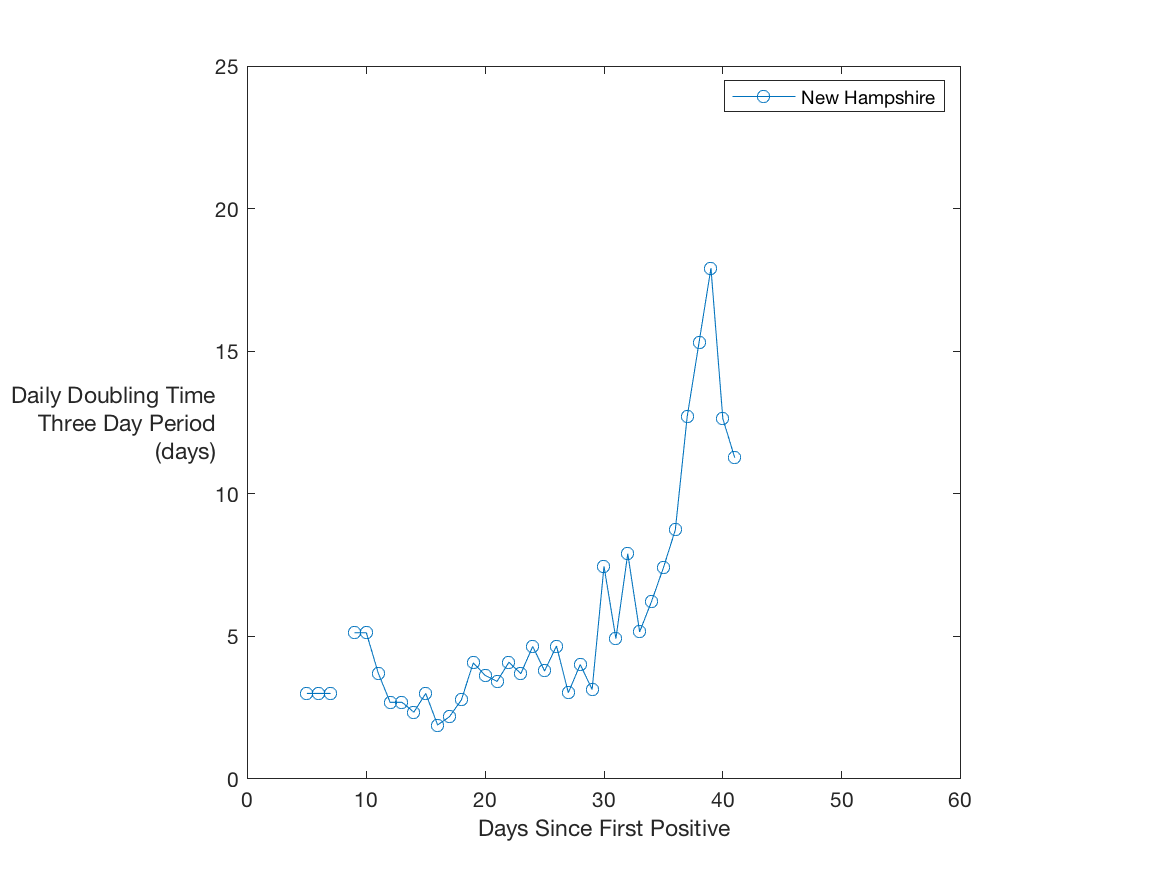 25
20
15
10
5
0
Daily Doubling Time
Three Day Period
(days)
New Hampshire
0 10 20 30 40 50 60
Days Since First Positive